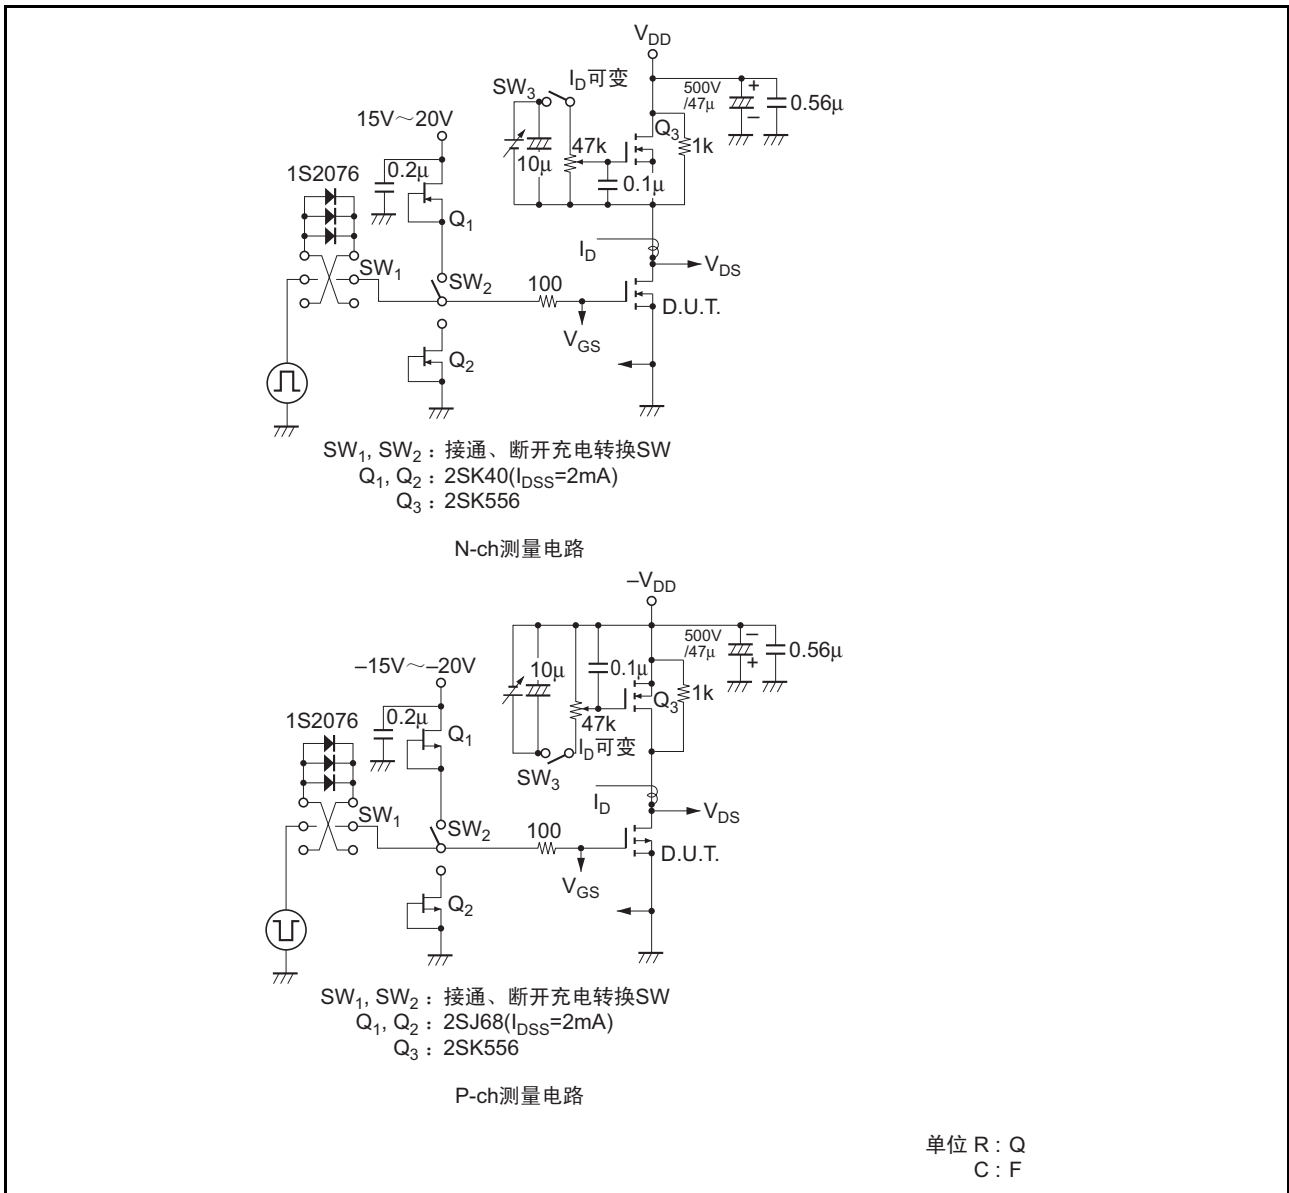 V_DD
SW_3
I_D可变
500V
/47μ
+
–
0.56μ
15V～20V
0.2μ
1S2076
10μ
47k
Q_3
1k
0.1μ
Q_1
I_D
V_DS
SW_1
SW_2
100
V_GS
D.U.T.
Q_2
SW_1, SW_2：接通、断开充电转换SW
Q_1, Q_2：2SK40(I_DSS=2mA)
Q_3：2SK556
N-ch测量电路
–V_DD
500V
/47μ
–
+
0.56μ
–15V～–20V
10μ
0.1μ
Q_3
1k
1S2076
0.2μ
Q_1
47k
I_D可变
SW_3
I_D
V_DS
SW_1
SW_2
100
V_GS
D.U.T.
Q_2
SW_1, SW_2：接通、断开充电转换SW
Q_1, Q_2：2SJ68(I_DSS=2mA)
Q_3：2SK556
P-ch测量电路
单位 R : Q
C : F